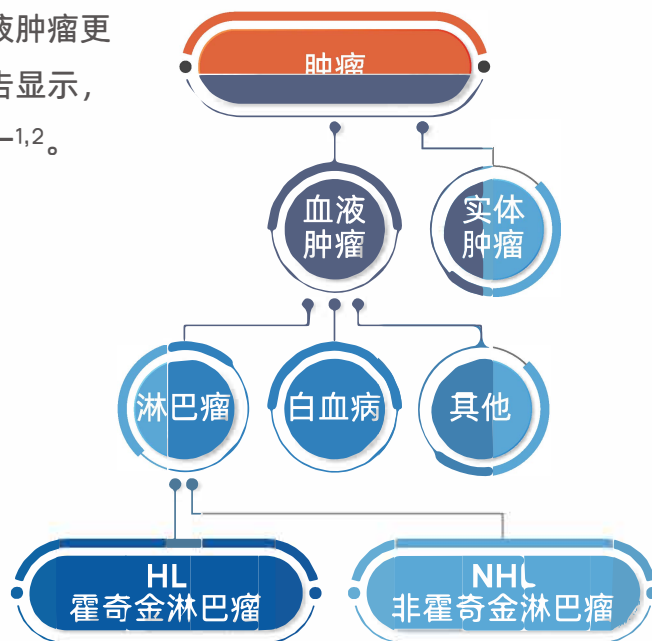 液肿瘤更
告显示，
一1,2。
肿瘤
血液
肿瘤
实体
肿瘤
淋巴瘤
白血病
其他
HL
霍奇金淋巴瘤
NHL
非霍奇金淋巴瘤